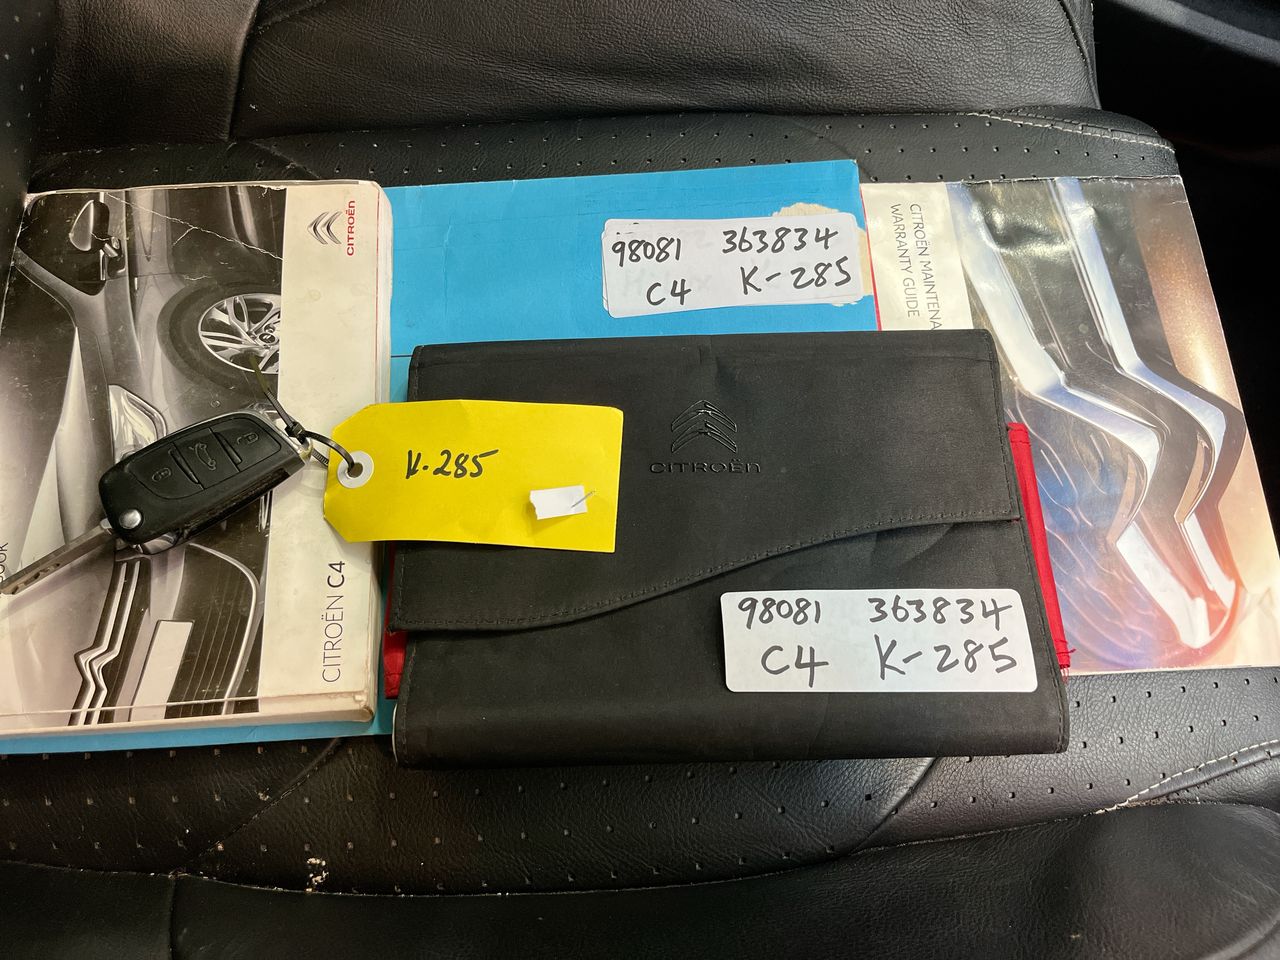 CITROËN
CITROËN C4
98081 363834
C4 K-285
CITROËN MAINTENA
WARRANTY GUIDE
K-285
CITROËN
98081 363834
C4 K-285